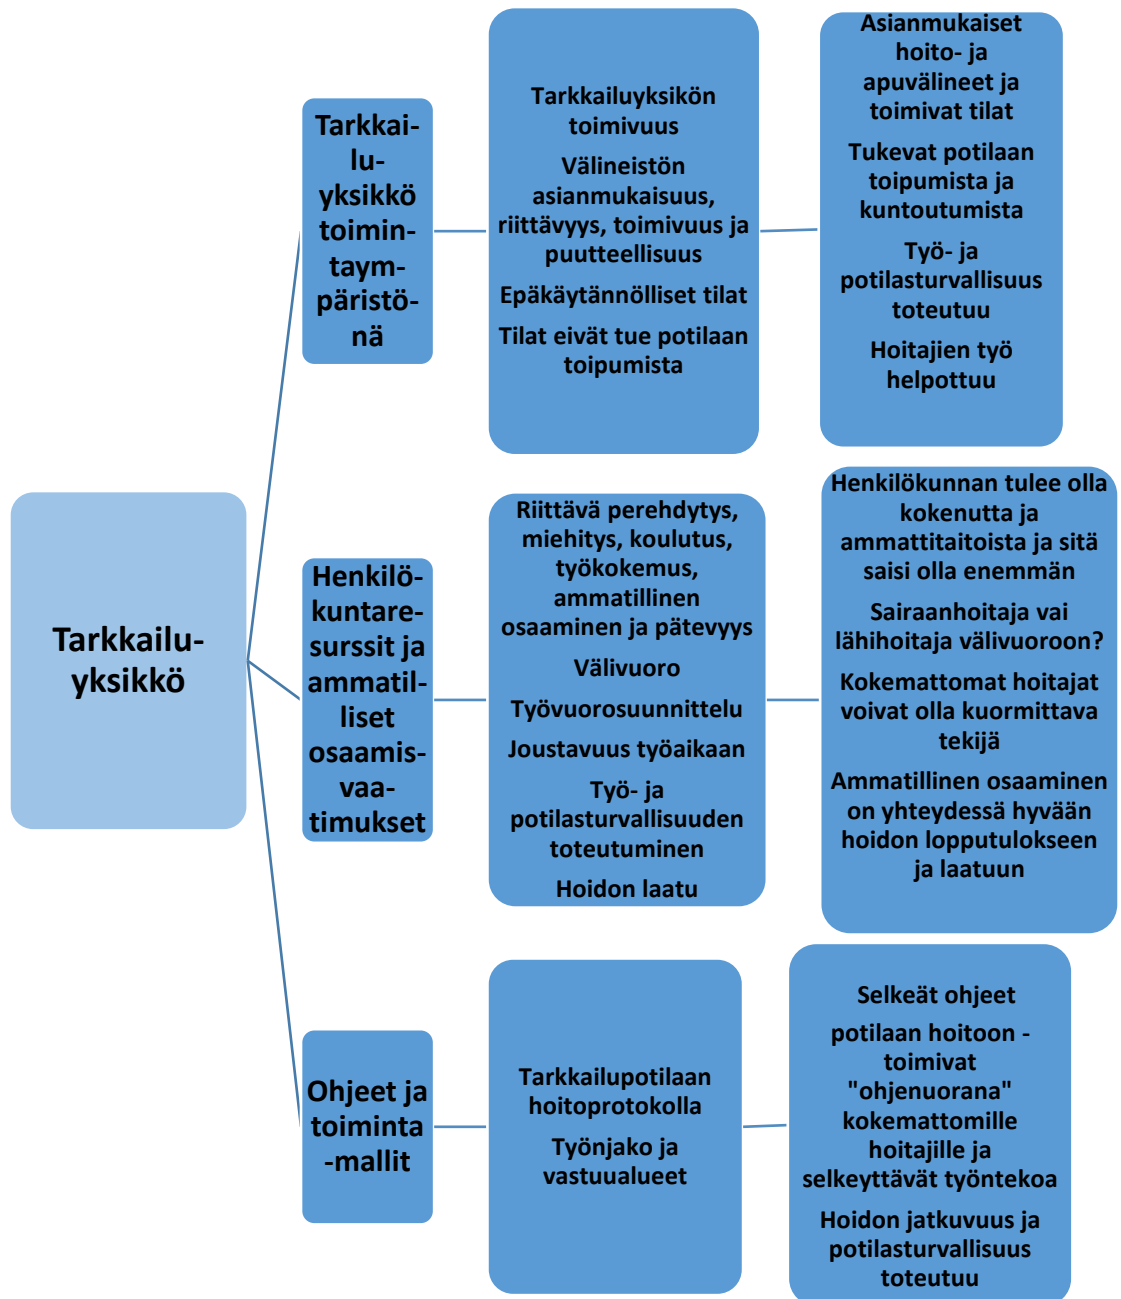 Tarkkailu-
yksikkö
Tarkkai-
lu-
yksikkö
toimin-
taym-
päristö-
nä
Tarkkailuyksikön
toimivuus
Välineistön
asianmukaisuus,
riittävyys, toimivuus ja
puutteellisuus
Epäkäytännölliset tilat
Tilat eivät tue potilaan
toipumista
Asianmukaiset
hoito- ja
apuvälineet ja
toimivat tilat
Tukevat potilaan
toipumista ja
kuntoutumista
Työ- ja
potilasturvallisuus
toteutuu
Hoitajien työ
helpottuu
Henkilö-
kuntare-
surssit ja
ammatil-
liset
osaamis-
vaa-
timukset
Riittävä perehdytys,
miehitys, koulutus,
työkokemus,
ammatillinen
osaaminen ja pätevyys
Välivuoro
Työvuorosuunnittelu
Joustavuus työaikaan
Työ- ja
potilasturvallisuuden
toteutuminen
Hoidon laatu
Henkilökunnan tulee olla
kokenutta ja
ammattitaitoista ja sitä
saisi olla enemmän
Sairaanhoitaja vai
lähihoitaja välivuoroon?
Kokemattomat hoitajat
voivat olla kuormittava
tekijä
Ammatillinen osaaminen
on yhteydessä hyvään
hoidon lopputulokseen
ja laatuun
Ohjeet ja
toiminta
-mallit
Tarkkailupotilaan
hoitoprotokolla
Työnjako ja
vastuualueet
Selkeät ohjeet
potilaan hoitoon -
toimivat
"ohjenuorana"
kokemattomille
hoitajille ja
selkeyttävät työntekoa
Hoidon jatkuvuus ja
potilasturvallisuus
toteutuu